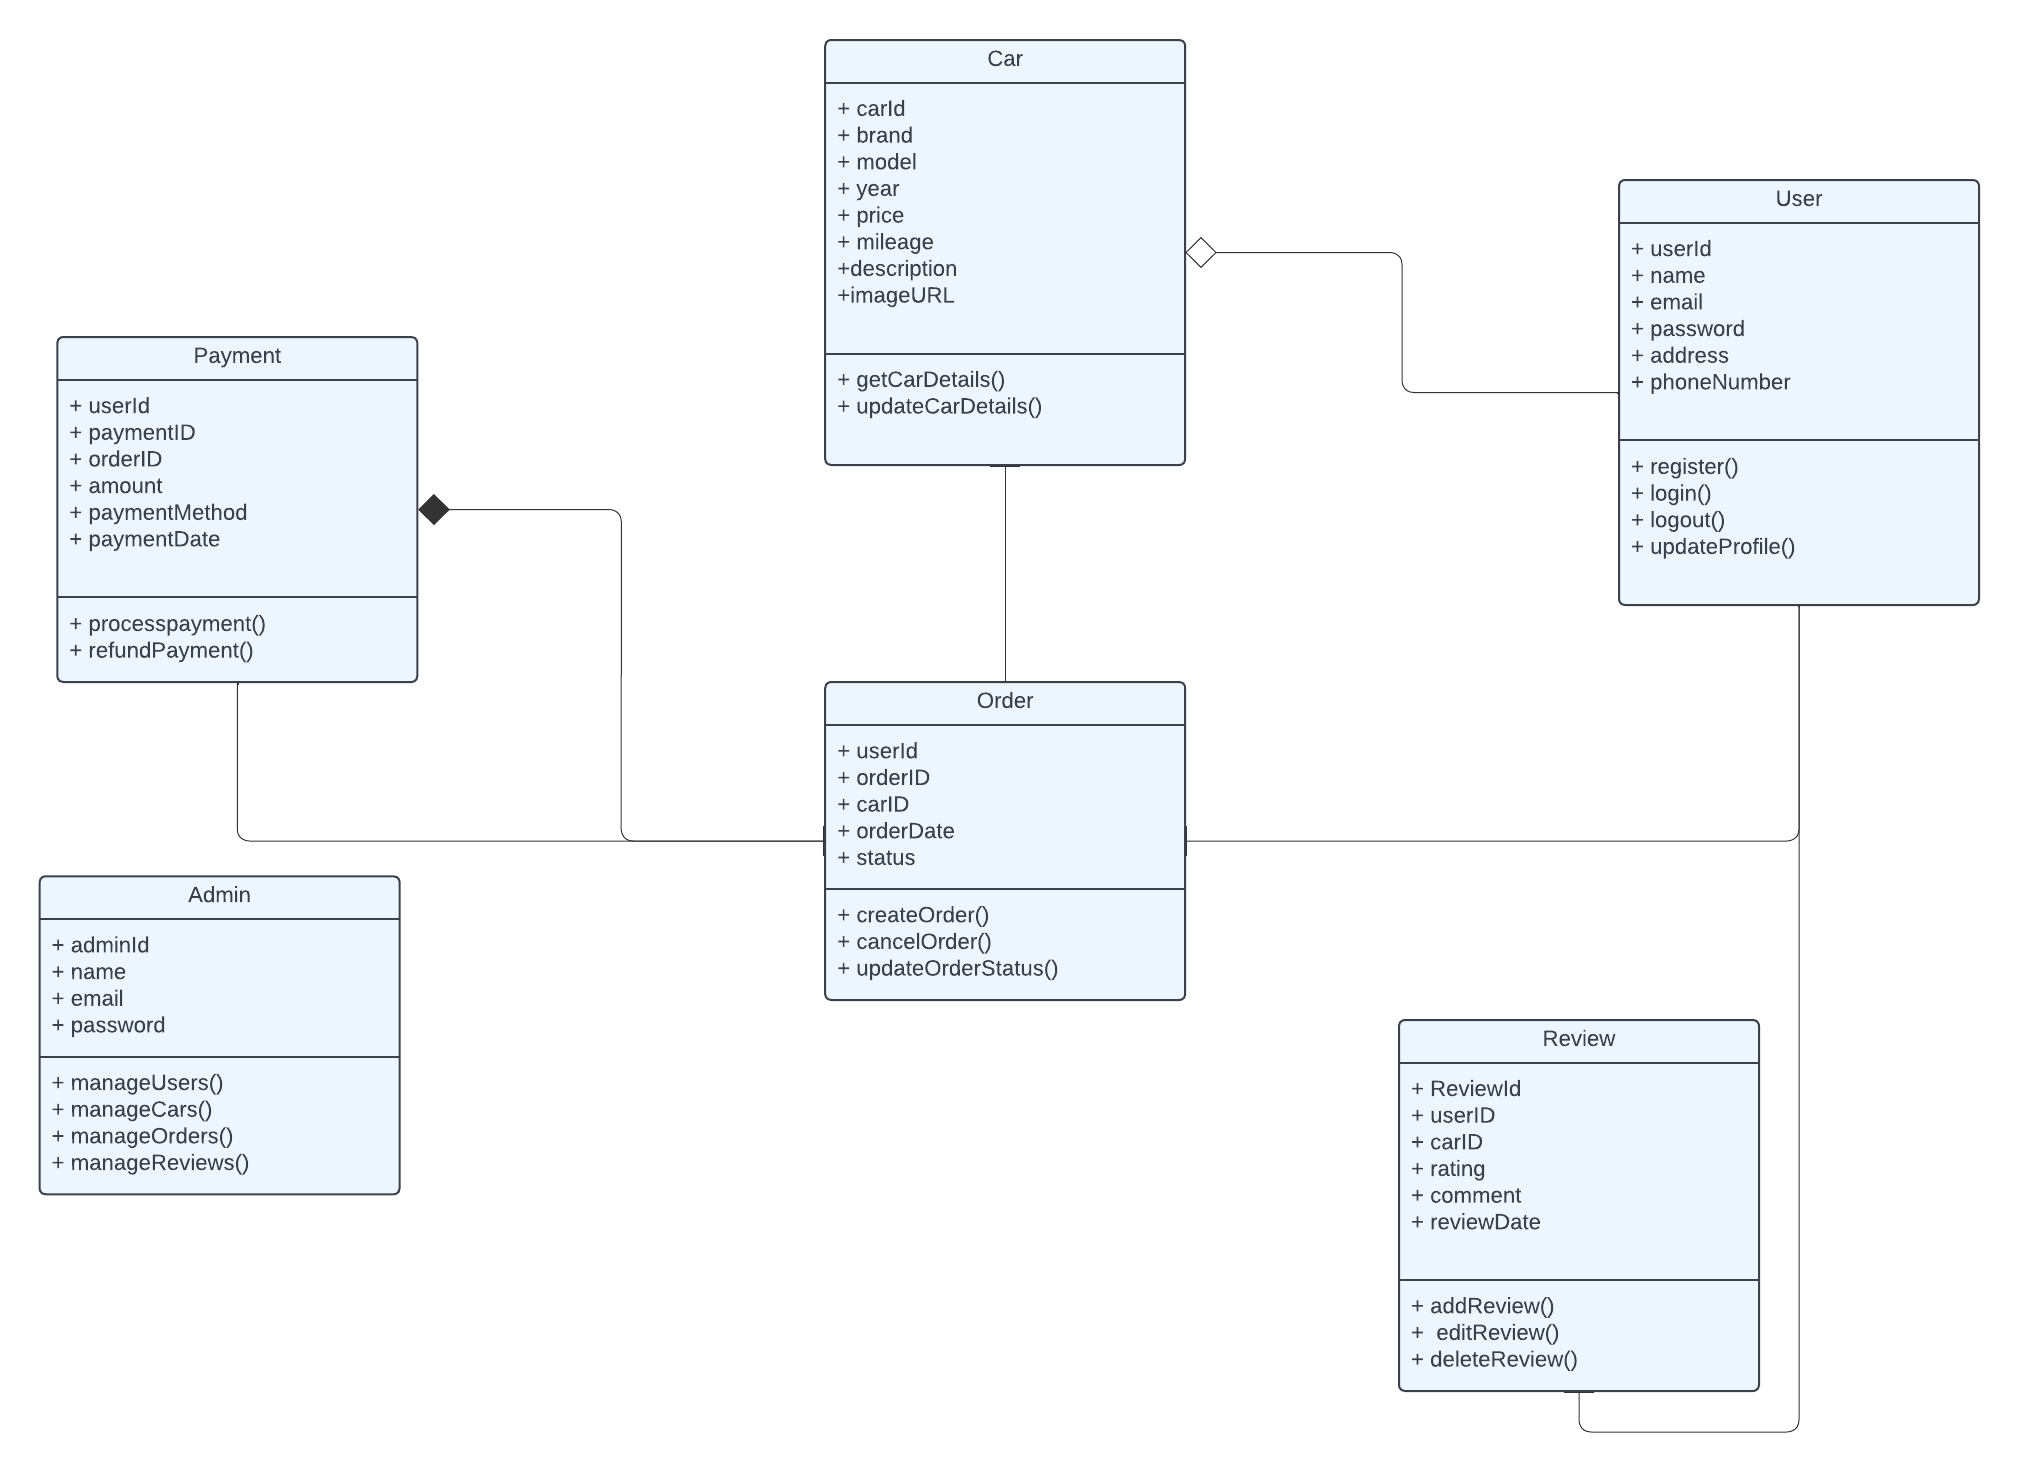 Car
+ carId
+ brand
+ model
+ year
+ price
+ mileage
+description
+imageURL
+ getCarDetails()
+ updateCarDetails()
User
+ userId
+ name
+ email
+ password
+ address
+ phoneNumber
+ register()
+ login()
+ logout()
+ updateProfile()
Payment
+ userId
+ paymentID
+ orderID
+ amount
+ paymentMethod
+ paymentDate
+ processpayment()
+ refundPayment()
Order
+ userId
+ orderID
+ carID
+ orderDate
+ status
+ createOrder()
+ cancelOrder()
+ updateOrderStatus()
Admin
+ adminId
+ name
+ email
+ password
+ manageUsers()
+ manageCars()
+ manageOrders()
+ manageReviews()
Review
+ ReviewId
+ userID
+ carID
+ rating
+ comment
+ reviewDate
+ addReview()
+  editReview()
+ deleteReview()